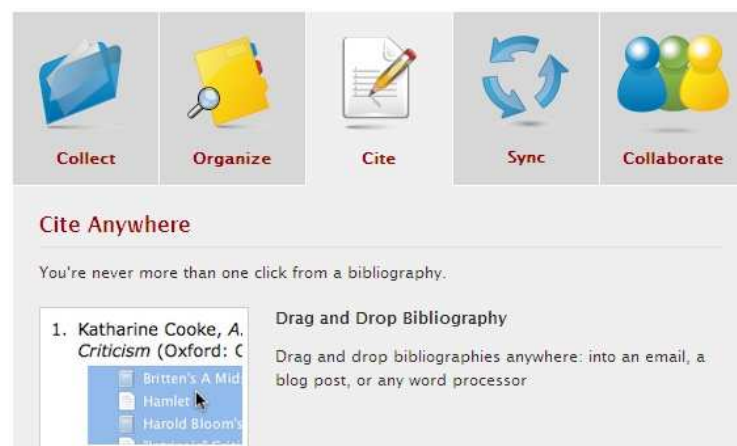 Collect
Organize
Cite
Sync
Collaborate
Cite Anywhere
You're never more than one click from a bibliography.
1. Katharine Cooke, A.
Criticism (Oxford: C
Britten's A Mid
Hamlet
Harold Bloom's
Drag and Drop Bibliography
Drag and drop bibliographies anywhere: into an email, a
blog post, or any word processor